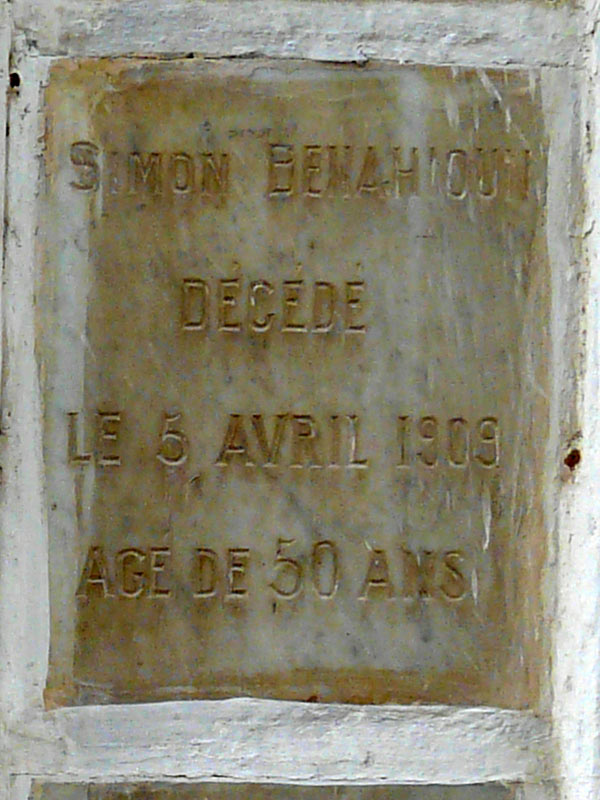 SIMON BENAHIOUN
DÉCÉDÉ
LE 5 AVRIL 1909
AGÉ DE 50 ANS